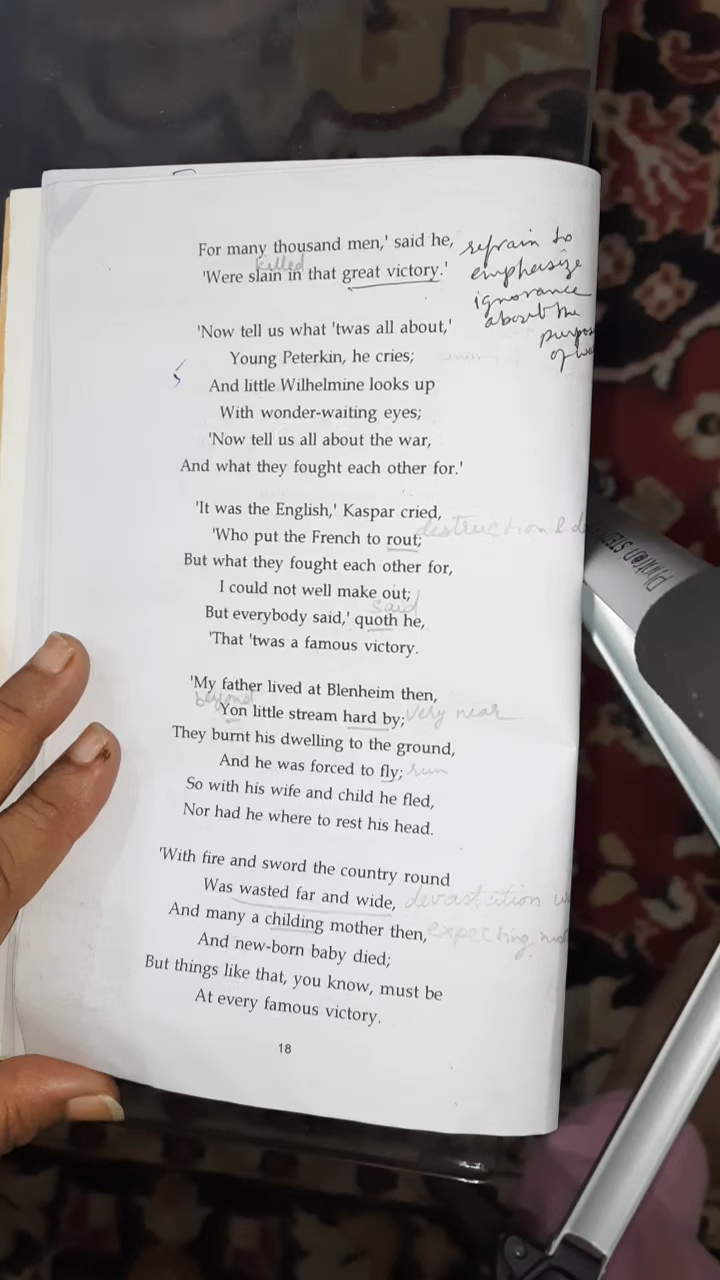 For many thousand men,' said he,
killed
'Were slain in that great victory.'
refrain to
emphasize
ignorance
about the
purpos
of
'Now tell us what 'twas all about,'
Young Peterkin, he cries;
And little Wilhelmine looks up
With wonder-waiting eyes;
'Now tell us all about the war,
And what they fought each other for.'
'It was the English,' Kaspar cried,
'Who put the French to rout; destruction &
But what they fought each other for,
I could not well make out;
said
But everybody said,' quoth he,
'That 'twas a famous victory.
'My father lived at Blenheim then,
beyond
Yon little stream hard by; very near
They burnt his dwelling to the ground,
And he was forced to fly; run
So with his wife and child he fled,
Nor had he where to rest his head.
'With fire and sword the country round
Was wasted far and wide, devastation
And many a childing mother then, expecting
And new-born baby died;
But things like that, you know, must be
At every famous victory.
18